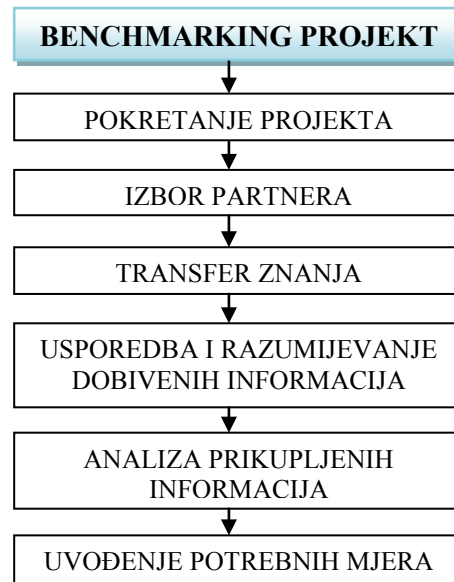 BENCHMARKING PROJEKT
POKRETANJE PROJEKTA
IZBOR PARTNERA
TRANSFER ZNANJA
USPOREDBA I RAZUMIJEVANJE
DOBIVENIH INFORMACIJA
ANALIZA PRIKUPLJENIH
INFORMACIJA
UVOĐENJE POTREBNIH MJERA